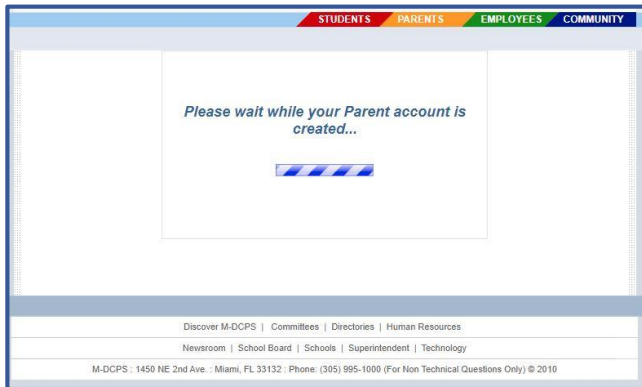 STUDENTS PARENTS EMPLOYEES COMMUNITY
Please wait while your Parent account is
created...
Discover M-DCPS | Committees | Directories | Human Resources
Newsroom | School Board | Schools | Superintendent | Technology
M-DCPS : 1450 NE 2nd Ave. : Miami, FL 33132 : Phone: (305) 995-1000 (For Non Technical Questions Only) © 2010